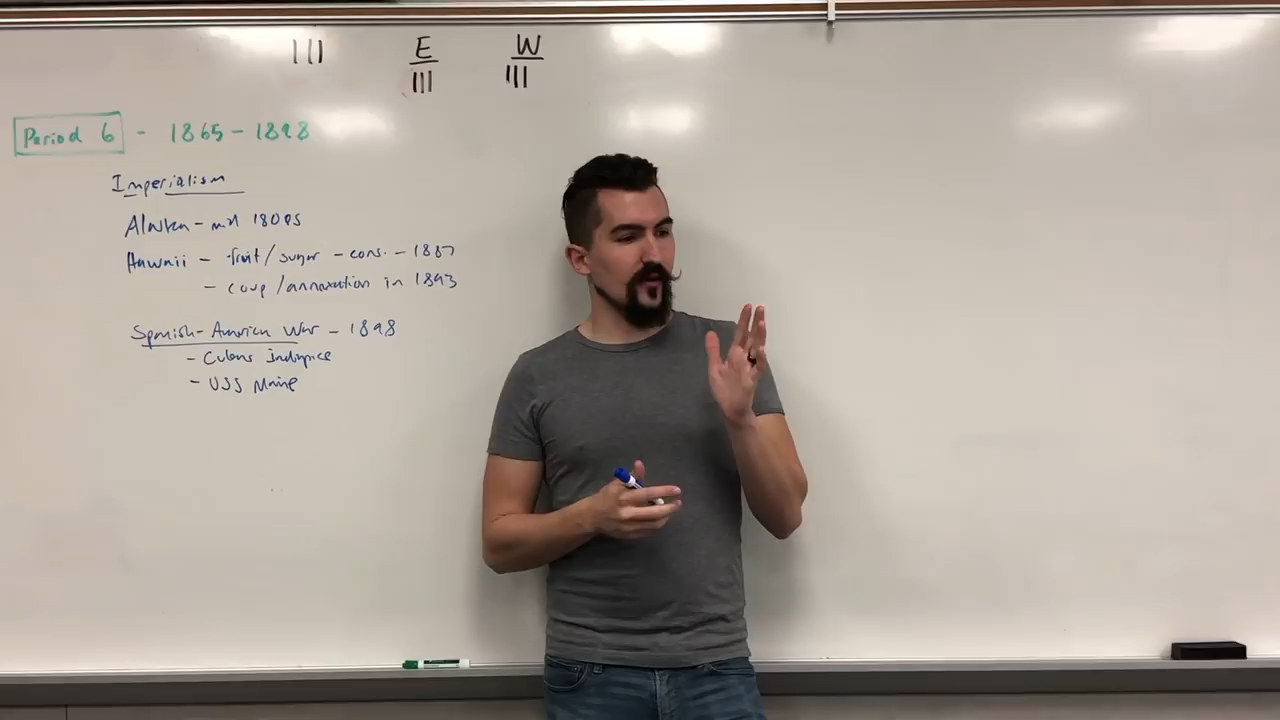 III E W
III III
Period 6 - 1865-1898
Imperialism
Alaska - mid 1800s
Hawaii - fruit/sugar - cons. - 1887
- coup/annexation in 1893
Spanish-American War - 1898
- Cubans indepnce
- USS Maine